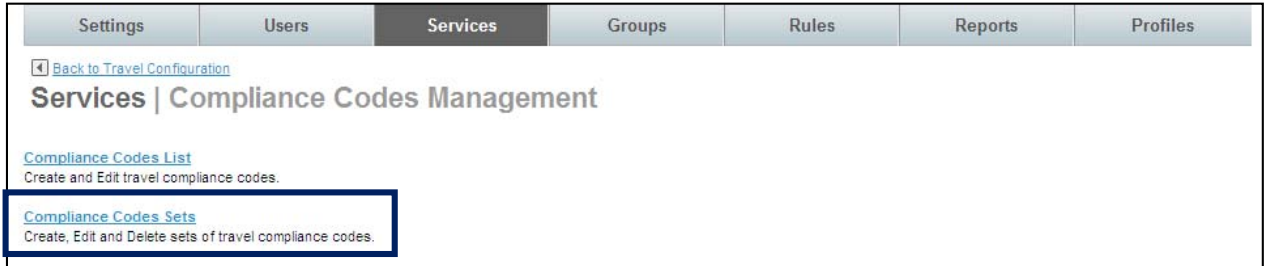 Settings Users Services Groups Rules Reports Profiles
Back to Travel Configuration
Services | Compliance Codes Management
Compliance Codes List
Create and Edit travel compliance codes.
Compliance Codes Sets
Create, Edit and Delete sets of travel compliance codes.